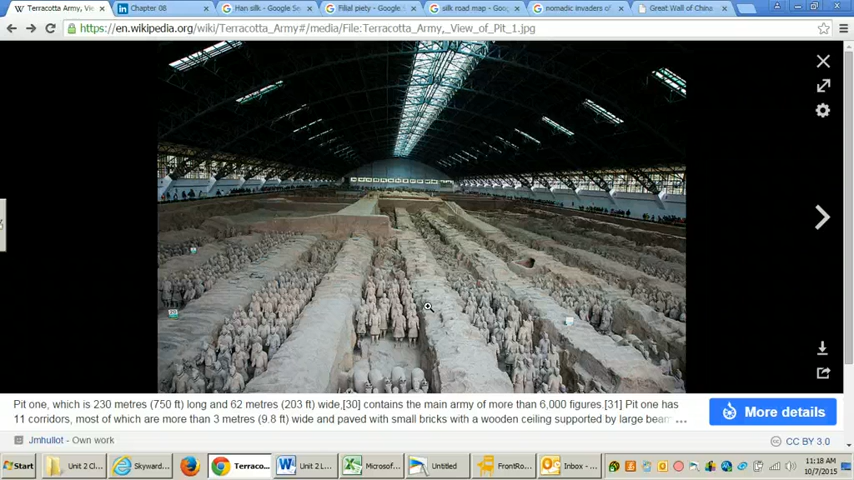 Terracotta Army, Vie
Chapter 08
Han silk - Google Se
Filial piety - Google
silk road map - Goo
nomadic invaders of
Great Wall of China
https://en.wikipedia.org/wiki/Terracotta_Army#/media/File:Terracotta_Army,_View_of_Pit_1.jpg
Pit one, which is 230 metres (750 ft) long and 62 metres (203 ft) wide,[30] contains the main army of more than 6,000 figures.[31] Pit one has
11 corridors, most of which are more than 3 metres (9.8 ft) wide and paved with small bricks with a wooden ceiling supported by large beam ...
More details
Jmhullot - Own work
CC BY 3.0
Start
Unit 2 Cl...
Skyward...
Terraco...
Unit 2 L...
Microsof...
Untitled
FrontRo...
Inbox - ...
11:18 AM
10/7/2015